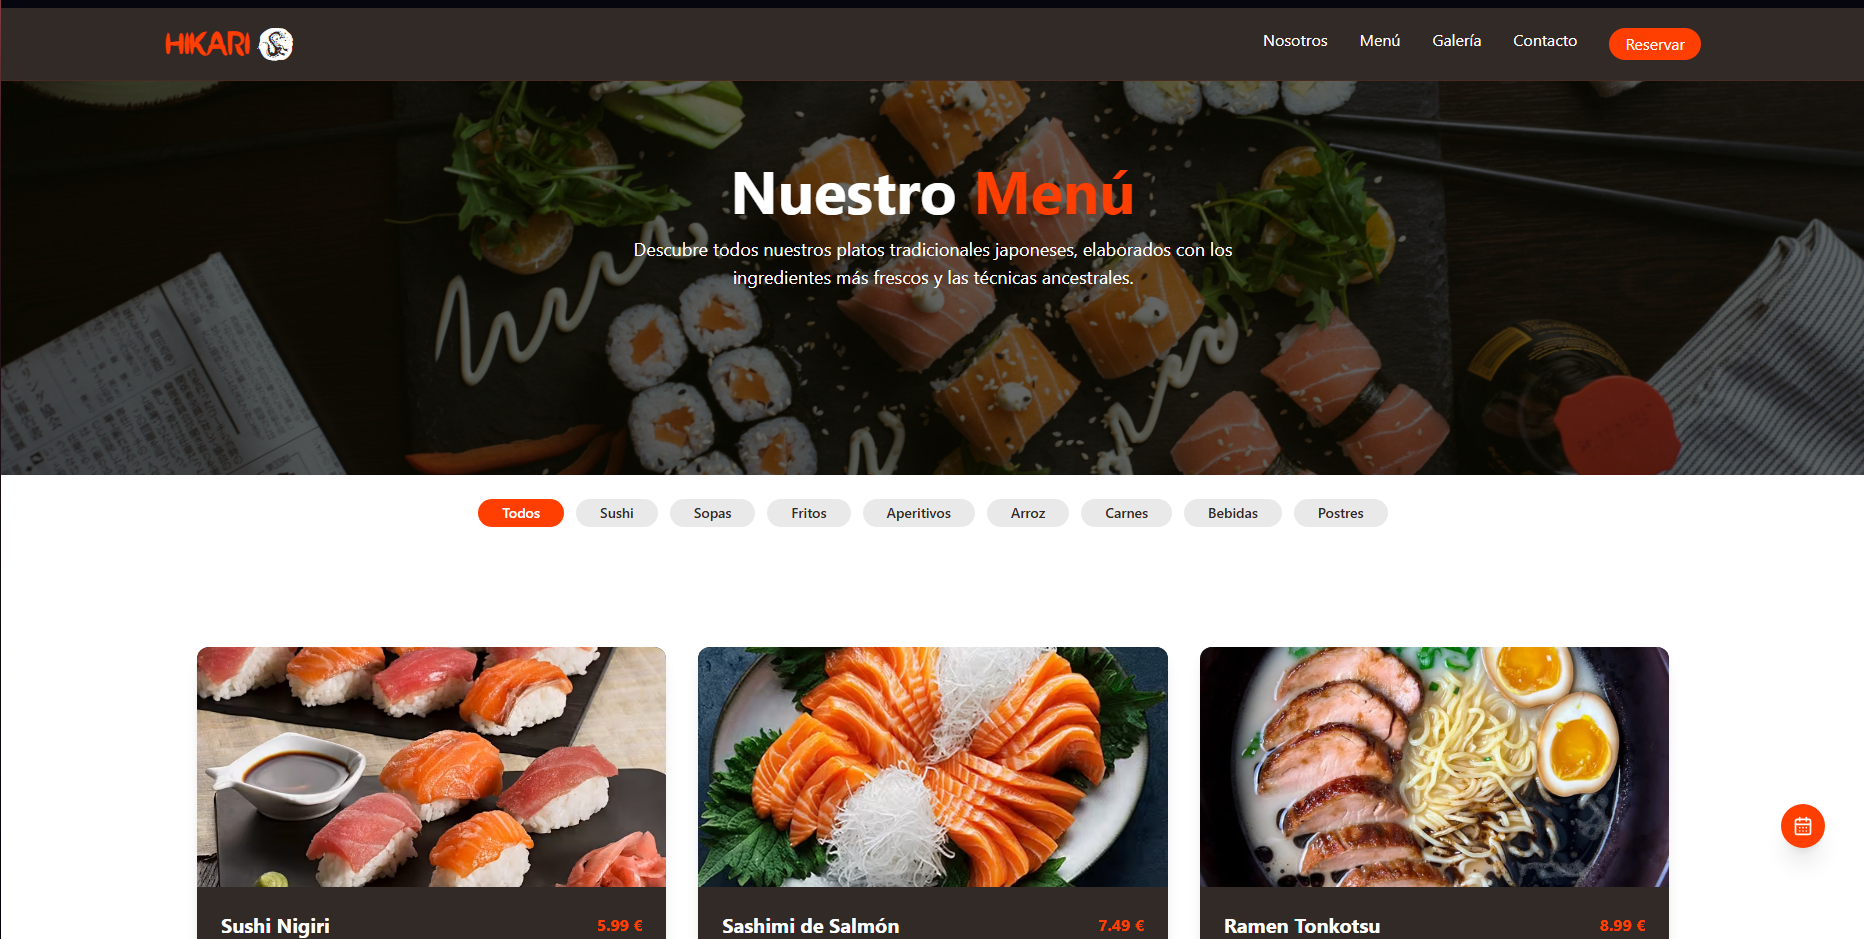 HIKARI
Nosotros
Menú
Galería
Contacto
Reservar
Nuestro Menú
Descubre todos nuestros platos tradicionales japoneses, elaborados con los
ingredientes más frescos y las técnicas ancestrales.
Todos
Sushi
Sopas
Fritos
Aperitivos
Arroz
Carnes
Bebidas
Postres
Sushi Nigiri
5.99 €
Sashimi de Salmón
7.49 €
Ramen Tonkotsu
8.99 €